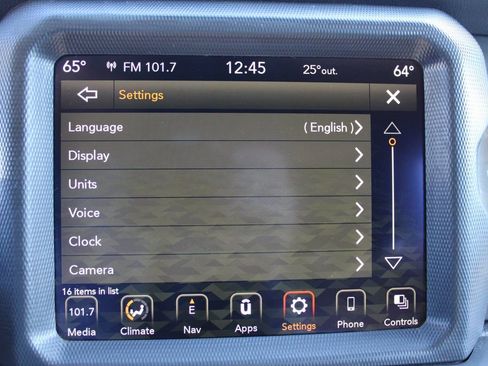 65° FM 101.7 12:45 25°out. 64°
Settings
Language ( English )
Display
Units
Voice
Clock
Camera
16 items in list
101.7 E
Media Climate Nav Apps Settings Phone Controls